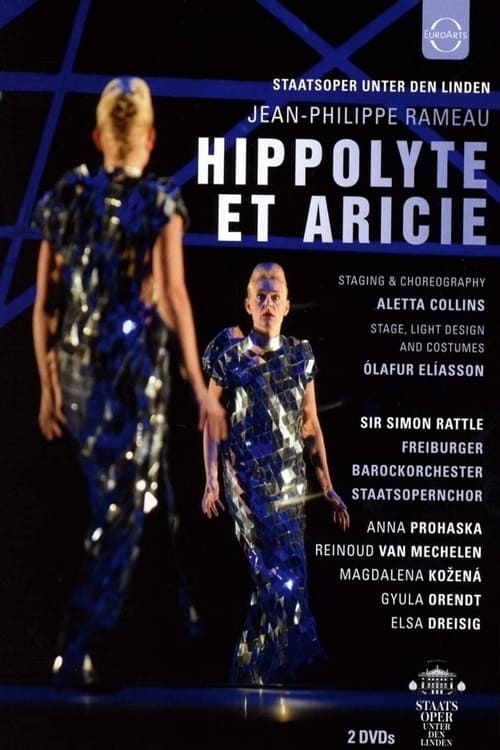 EUROARTS
STAATSOPER UNTER DEN LINDEN
JEAN-PHILIPPE RAMEAU
HIPPOLYTE
ET ARICIE
STAGING & CHOREOGRAPHY
ALETTA COLLINS
STAGE, LIGHT DESIGN
AND COSTUMES
ÓLAFUR ELÍASSON
SIR SIMON RATTLE
FREIBURGER
BAROCKORCHESTER
STAATSOPERNCHOR
ANNA PROHASKA
REINOUD VAN MECHELEN
MAGDALENA KOŽENÁ
GYULA ORENDT
ELSA DREISIG
2 DVDs
STAATS
OPER
UNTER
DEN
LINDEN